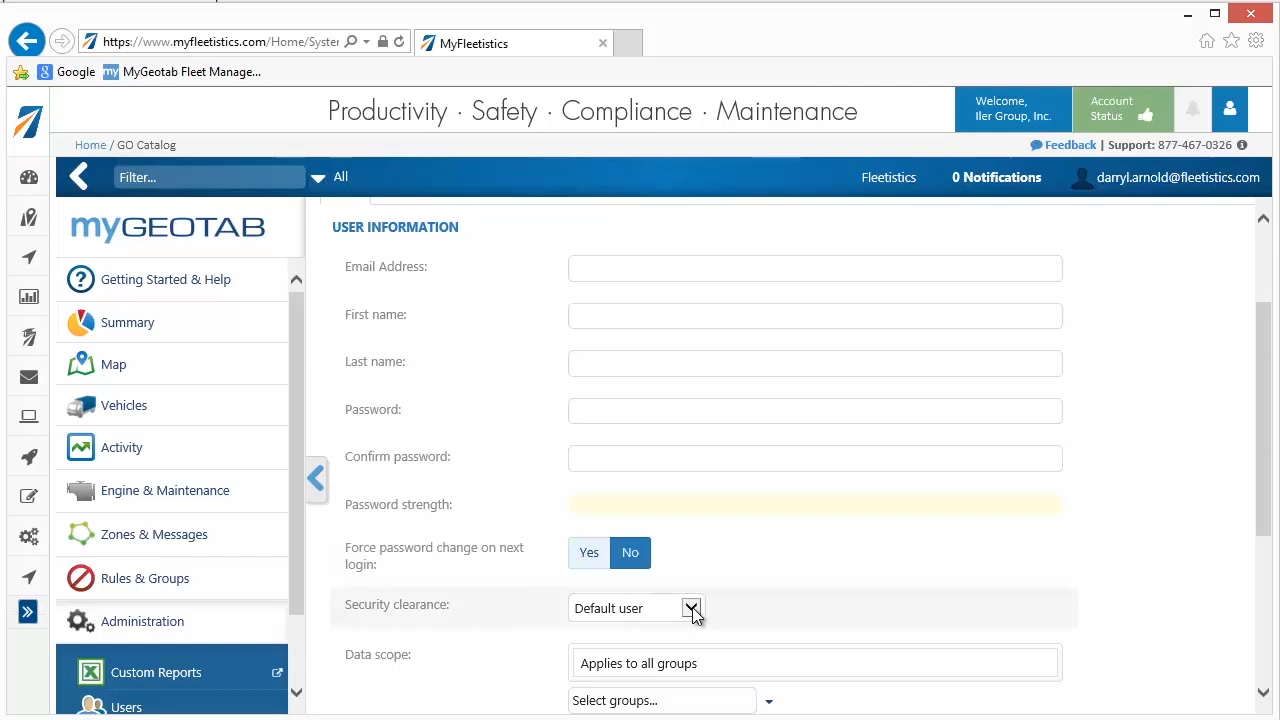 https://www.myfleetistics.com/Home/Syster
MyFleetistics
Google
MyGeotab Fleet Manage...
Productivity · Safety · Compliance · Maintenance
Welcome,
Iler Group, Inc.
Account
Status
Home / GO Catalog
Feedback | Support: 877-467-0326
Filter...
All
Fleetistics
0 Notifications
darryl.arnold@fleetistics.com
myGEOTAB
Getting Started & Help
Summary
Map
Vehicles
Activity
Engine & Maintenance
Zones & Messages
Rules & Groups
Administration
Custom Reports
Users
USER INFORMATION
Email Address:
First name:
Last name:
Password:
Confirm password:
Password strength:
Force password change on next
login:
Yes
No
Security clearance:
Default user
Data scope:
Applies to all groups
Select groups...